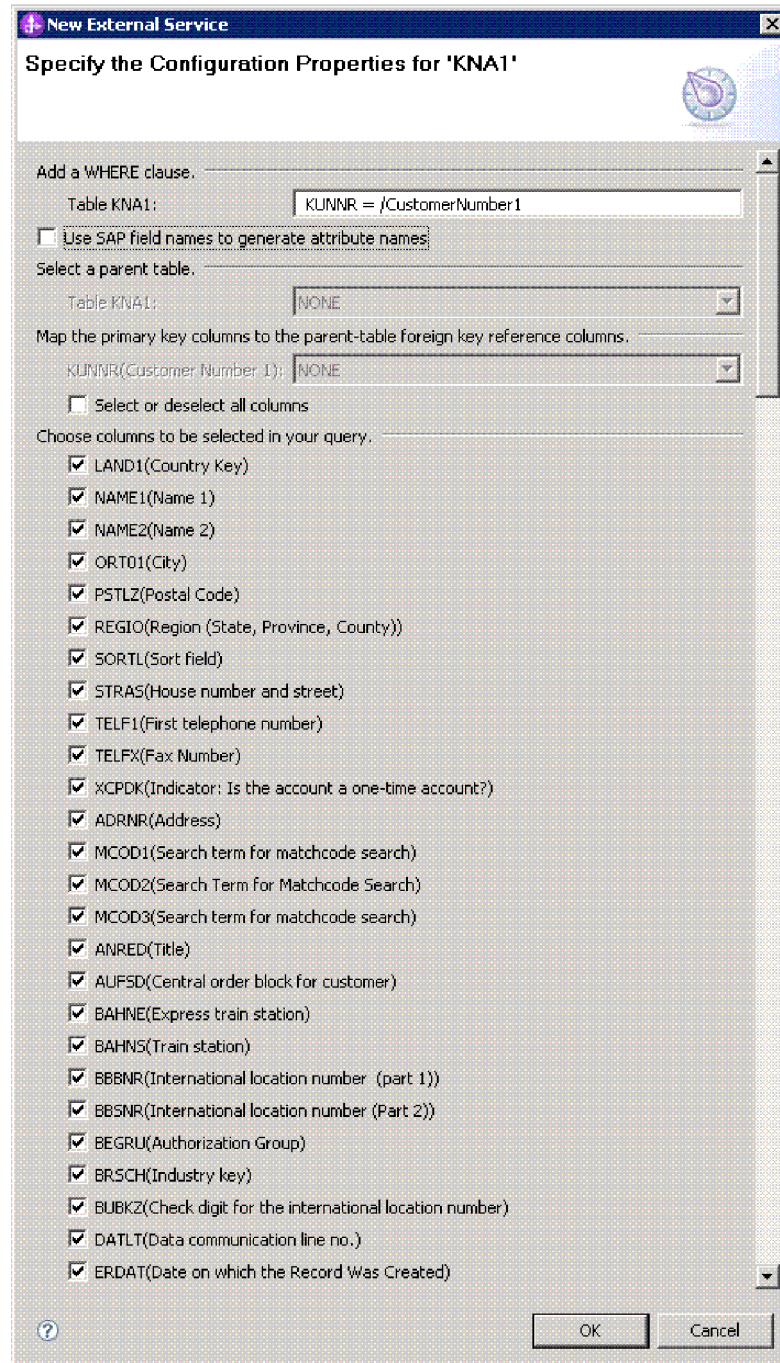 New External Service
Specify the Configuration Properties for 'KNA1'
Add a WHERE clause.
Table KNA1: KUNNR = /CustomerNumber1
Use SAP field names to generate attribute names
Select a parent table.
Table KNA1: NONE
Map the primary key columns to the parent-table foreign key reference columns.
KUNNR(Customer Number 1): NONE
Select or deselect all columns
Choose columns to be selected in your query.
LAND1(Country Key)
NAME1(Name 1)
NAME2(Name 2)
ORT01(City)
PSTLZ(Postal Code)
REGIO(Region (State, Province, County))
SORTL(Sort field)
STRAS(House number and street)
TELF1(First telephone number)
TELFX(Fax Number)
XCPDK(Indicator: Is the account a one-time account?)
ADRNR(Address)
MCOD1(Search term for matchcode search)
MCOD2(Search Term for Matchcode Search)
MCOD3(Search term for matchcode search)
ANRED(Title)
AUFSD(Central order block for customer)
BAHNE(Express train station)
BAHNS(Train station)
BBBNR(International location number (part 1))
BBSNR(International location number (Part 2))
BEGRU(Authorization Group)
BRSCH(Industry key)
BUBKZ(Check digit for the international location number)
DATLT(Data communication line no.)
ERDAT(Date on which the Record Was Created)
?
OK Cancel